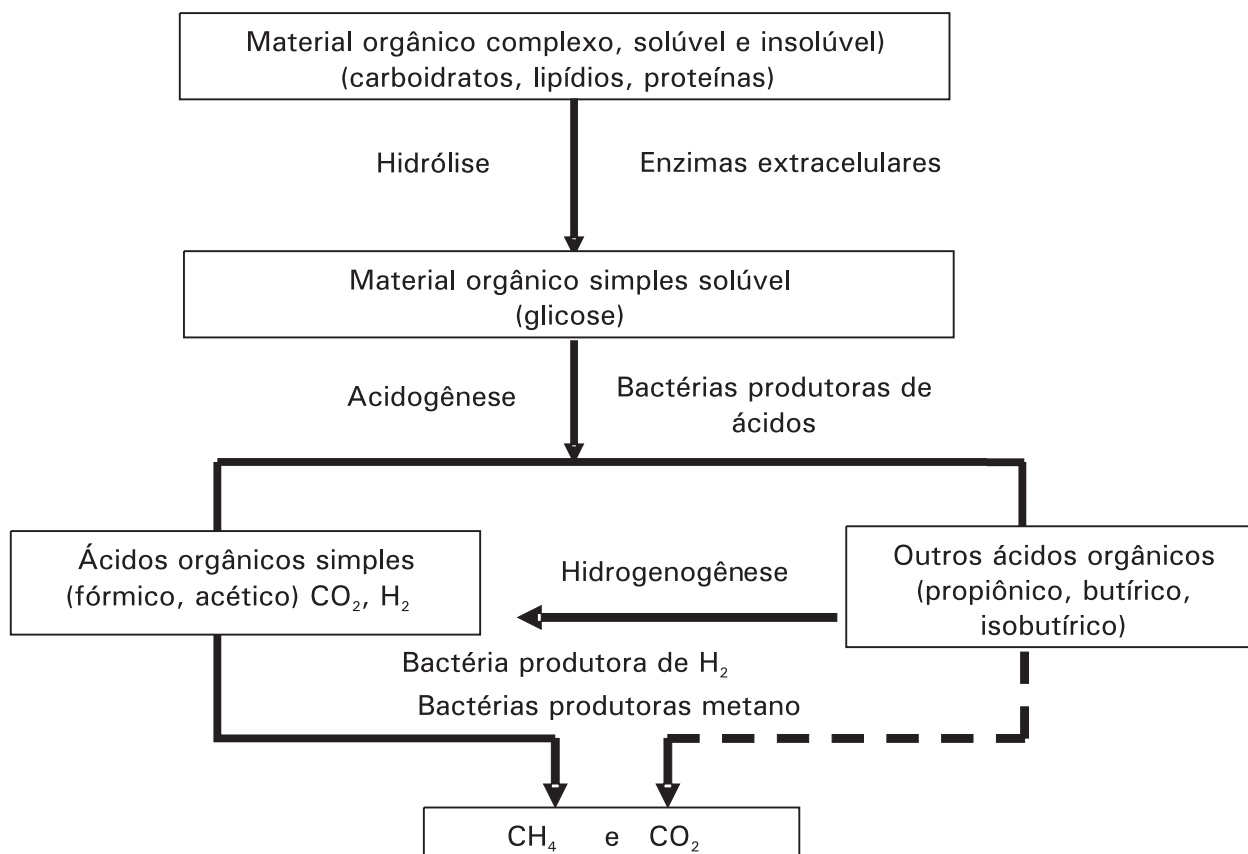 Material orgânico complexo, solúvel e insolúvel)
(carboidratos, lipídios, proteínas)
Hidrólise
Enzimas extracelulares
Material orgânico simples solúvel
(glicose)
Acidogênese
Bactérias produtoras de
ácidos
Ácidos orgânicos simples
(fórmico, acético) CO₂, H₂
Hidrogenogênese
Outros ácidos orgânicos
(propiônico, butírico,
isobutírico)
Bactéria produtora de H₂
Bactérias produtoras metano
CH₄ e CO₂